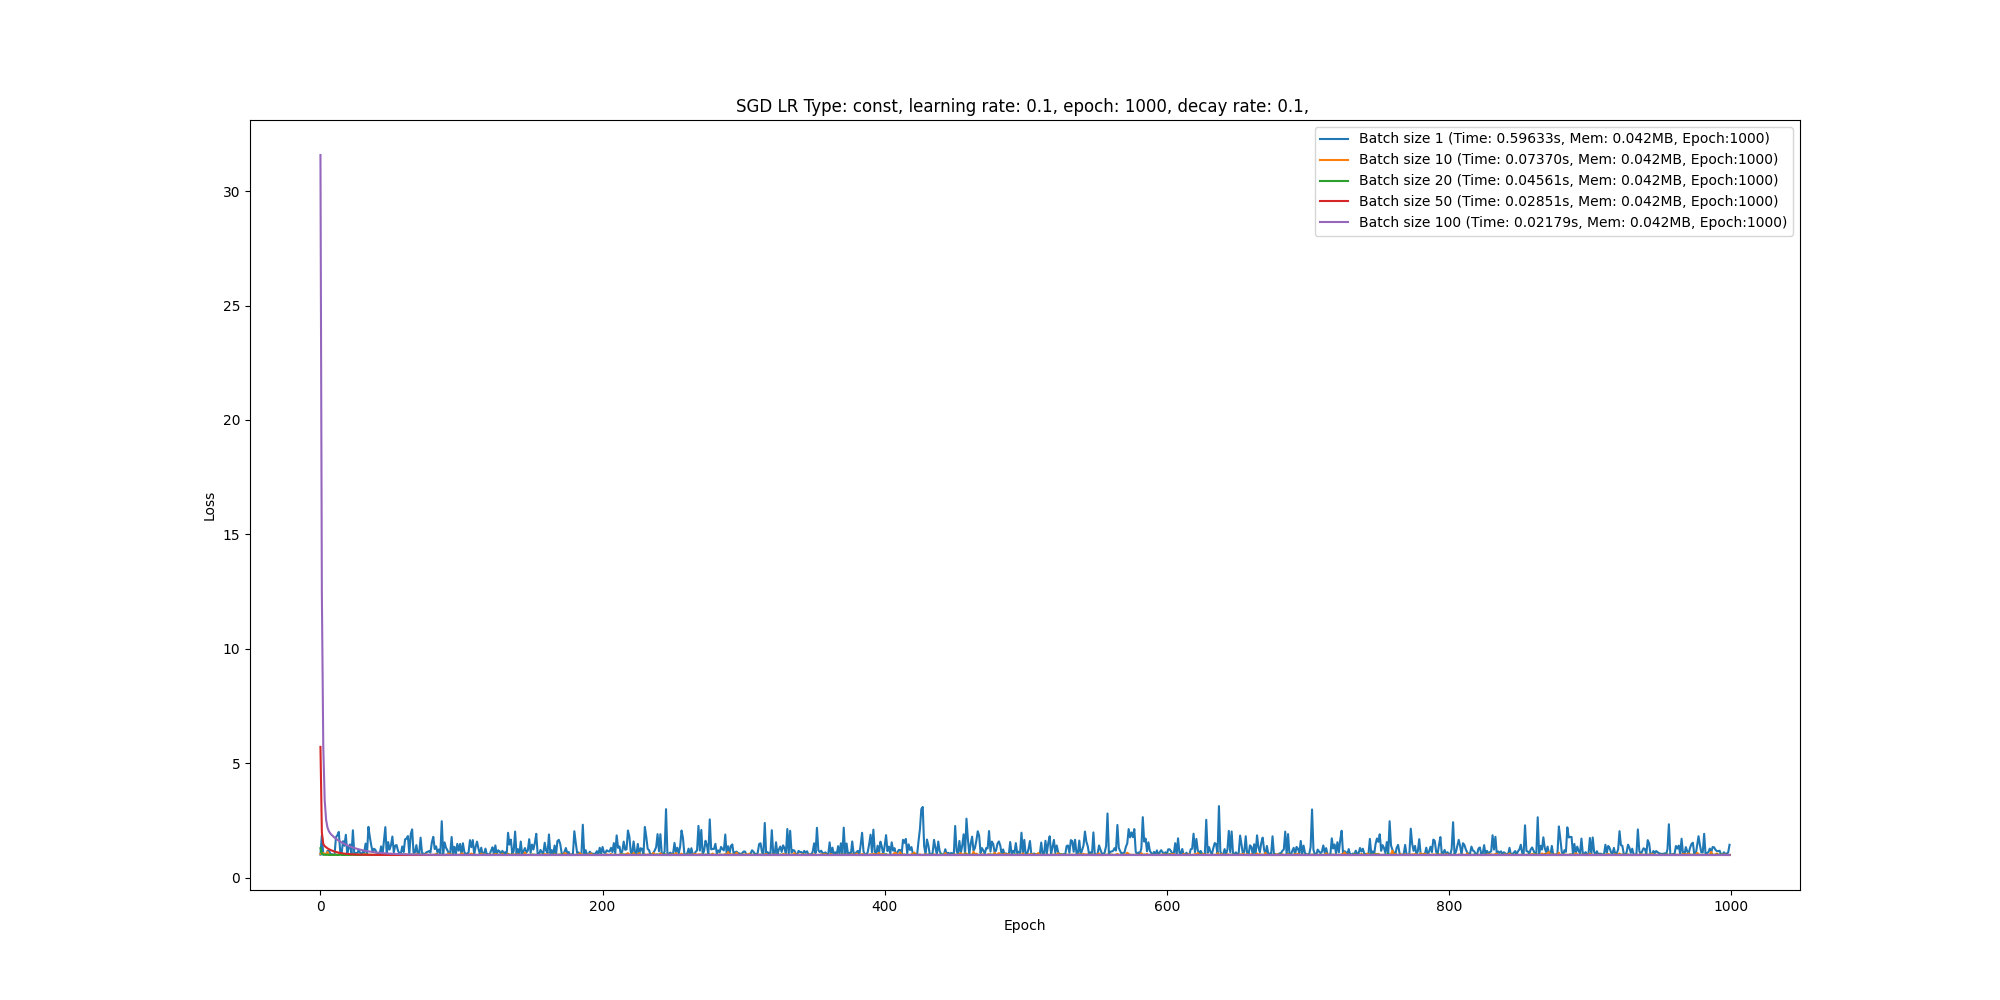 SGD LR Type: const, learning rate: 0.1, epoch: 1000, decay rate: 0.1,
Batch size 1 (Time: 0.59633s, Mem: 0.042MB, Epoch:1000)
Batch size 10 (Time: 0.07370s, Mem: 0.042MB, Epoch:1000)
Batch size 20 (Time: 0.04561s, Mem: 0.042MB, Epoch:1000)
Batch size 50 (Time: 0.02851s, Mem: 0.042MB, Epoch:1000)
Batch size 100 (Time: 0.02179s, Mem: 0.042MB, Epoch:1000)
30
25
20
15
10
5
0
Loss
0 200 400 600 800 1000
Epoch